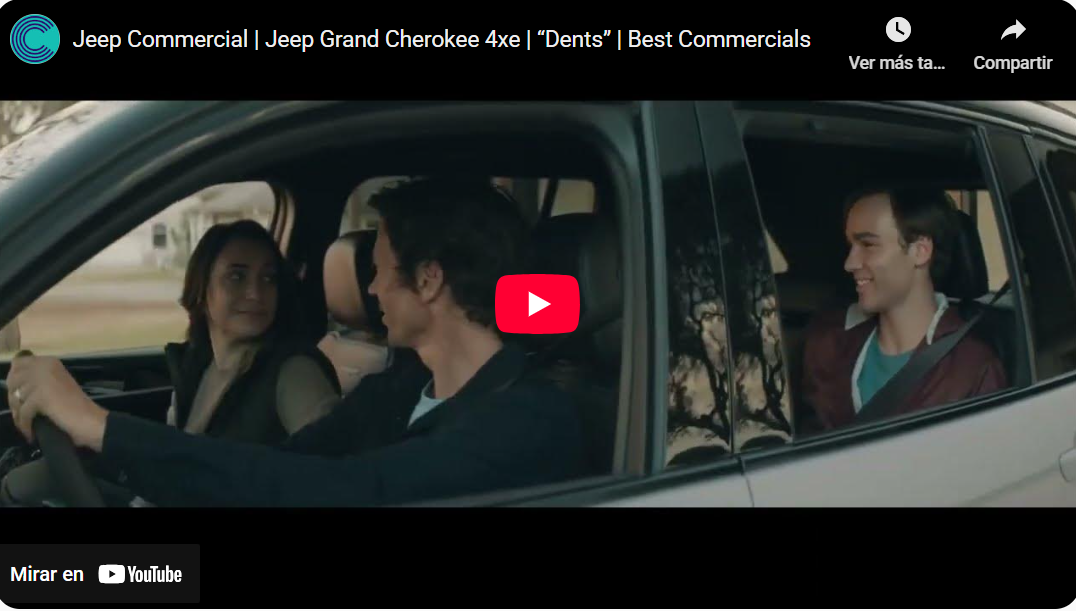 Jeep Commercial | Jeep Grand Cherokee 4xe | “Dents” | Best Commercials
Ver más ta...
Compartir
Mirar en YouTube